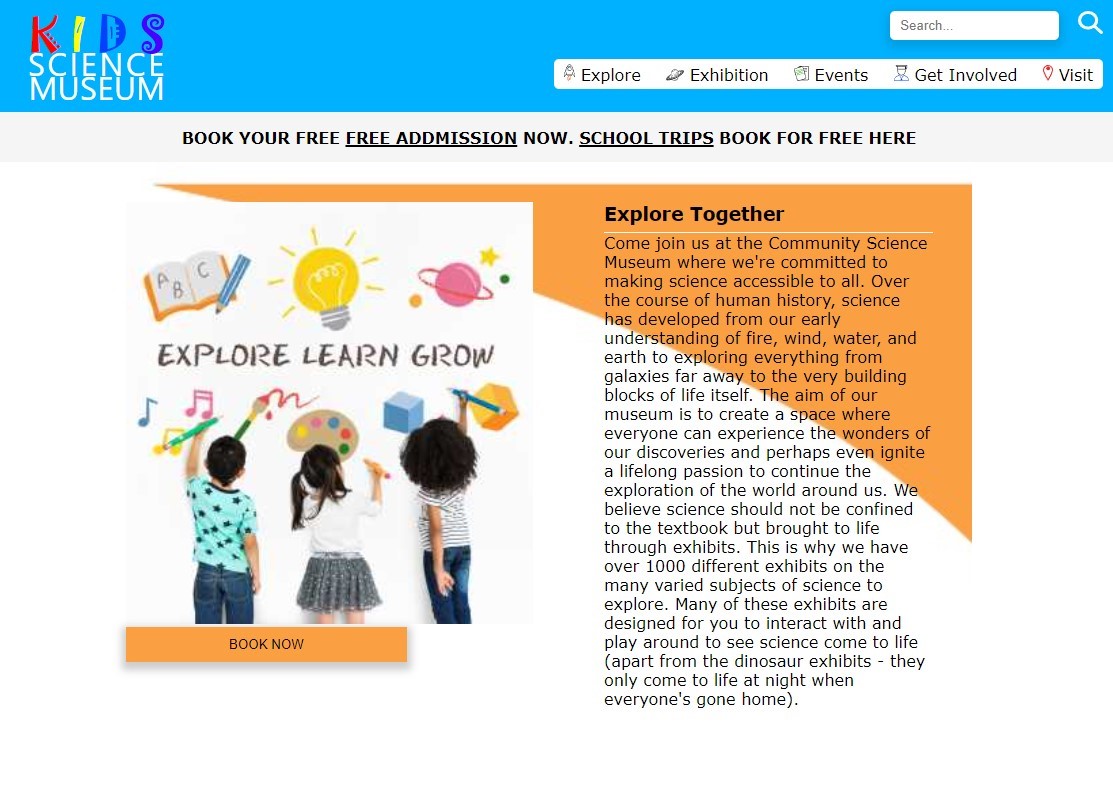 KIDS
SCIENCE
MUSEUM
Search...
Explore Exhibition Events Get Involved Visit
BOOK YOUR FREE FREE ADDMISSION NOW. SCHOOL TRIPS BOOK FOR FREE HERE
A
B
C
EXPLORE LEARN GROW
BOOK NOW
Explore Together
Come join us at the Community Science
Museum where we're committed to
making science accessible to all. Over
the course of human history, science
has developed from our early
understanding of fire, wind, water, and
earth to exploring everything from
galaxies far away to the very building
blocks of life itself. The aim of our
museum is to create a space where
everyone can experience the wonders of
our discoveries and perhaps even ignite
a lifelong passion to continue the
exploration of the world around us. We
believe science should not be confined
to the textbook but brought to life
through exhibits. This is why we have
over 1000 different exhibits on the
many varied subjects of science to
explore. Many of these exhibits are
designed for you to interact with and
play around to see science come to life
(apart from the dinosaur exhibits - they
only come to life at night when
everyone's gone home).